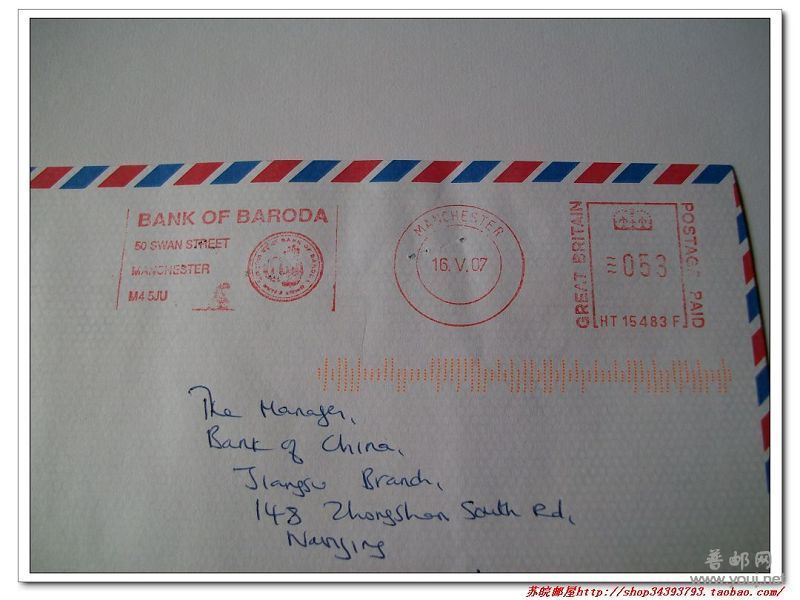 BANK OF BARODA
50 SWAN STREET
MANCHESTER
M4 5JU
MANCHESTER
16.V.07
GREAT BRITAIN
053
POSTAGE PAID
HT 15483 F
The Manager,
Bank of China,
Jiangsu Branch,
148 Zhongshan South Rd,
Nanjing
普邮网
www.youj.net
苏皖邮屋http://shop34393793.taobao.com/